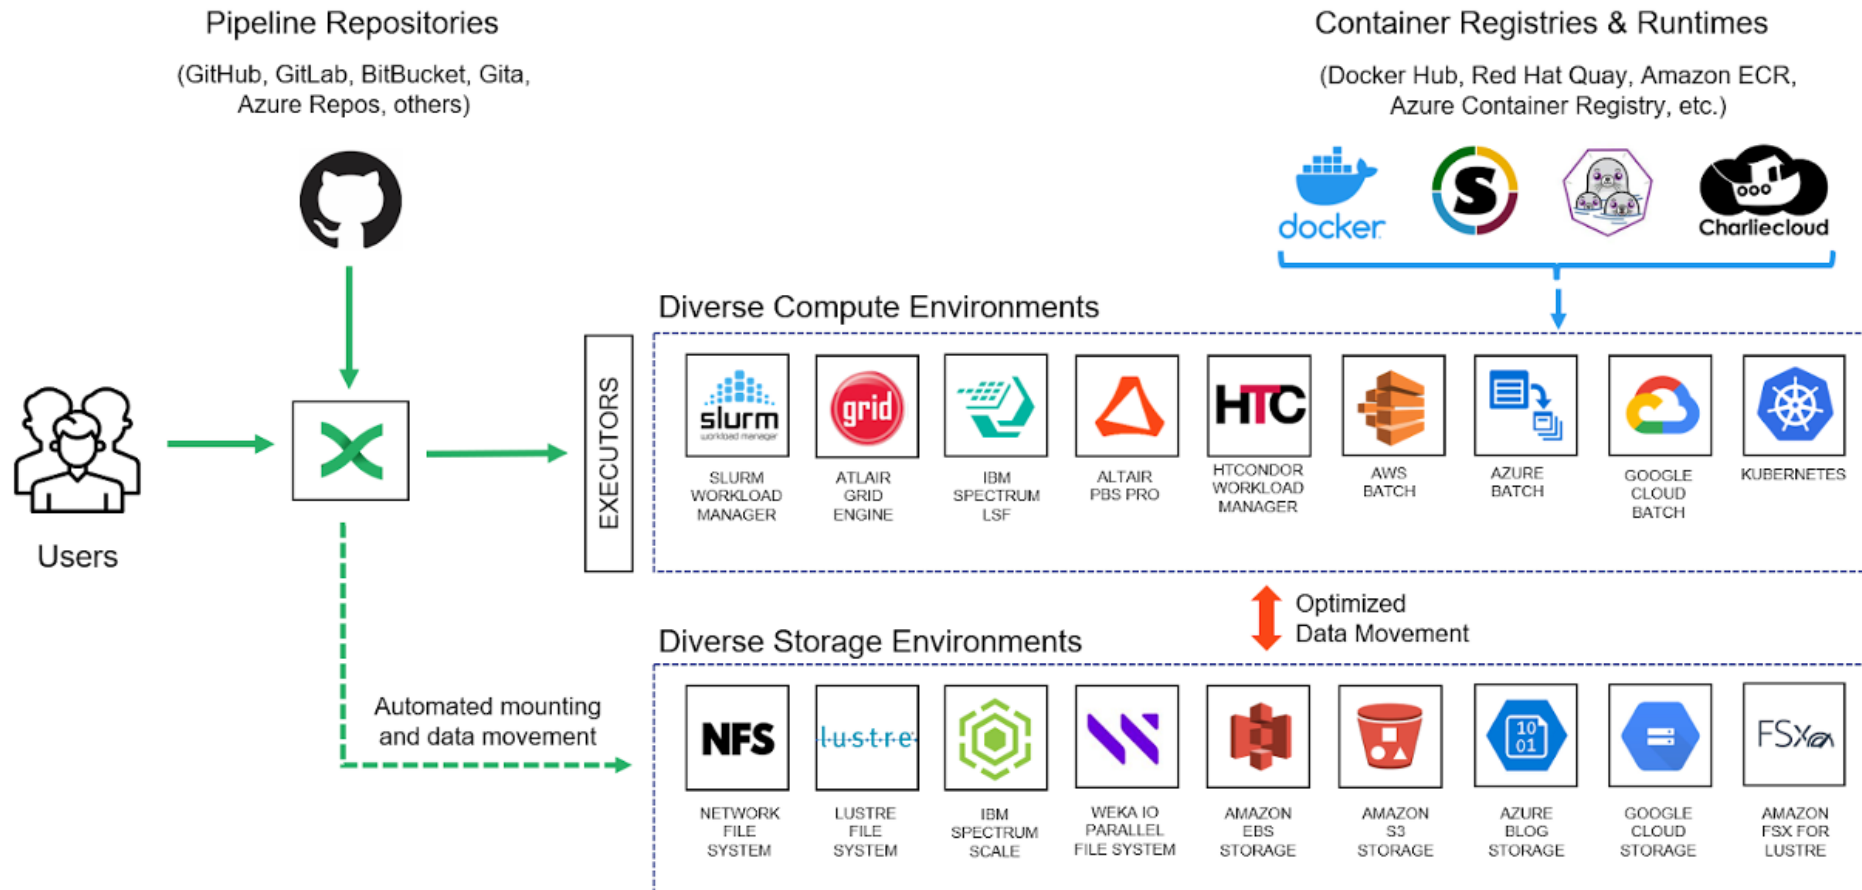 Pipeline Repositories
(GitHub, GitLab, BitBucket, Gita,
Azure Repos, others)
Container Registries & Runtimes
(Docker Hub, Red Hat Quay, Amazon ECR,
Azure Container Registry, etc.)
docker
S
Charliecloud
Diverse Compute Environments
Users
EXECUTORS
slurm
workload manager
grid
HTC
SLURM
WORKLOAD
MANAGER
ATLAIR
GRID
ENGINE
IBM
SPECTRUM
LSF
ALTAIR
PBS PRO
HTCONDOR
WORKLOAD
MANAGER
AWS
BATCH
AZURE
BATCH
GOOGLE
CLOUD
BATCH
KUBERNETES
Optimized
Data Movement
Diverse Storage Environments
Automated mounting
and data movement
NFS
l·u·s·t·r·e
10
01
FSx
NETWORK
FILE
SYSTEM
LUSTRE
FILE
SYSTEM
IBM
SPECTRUM
SCALE
WEKA IO
PARALLEL
FILE SYSTEM
AMAZON
EBS
STORAGE
AMAZON
S3
STORAGE
AZURE
BLOG
STORAGE
GOOGLE
CLOUD
STORAGE
AMAZON
FSX FOR
LUSTRE